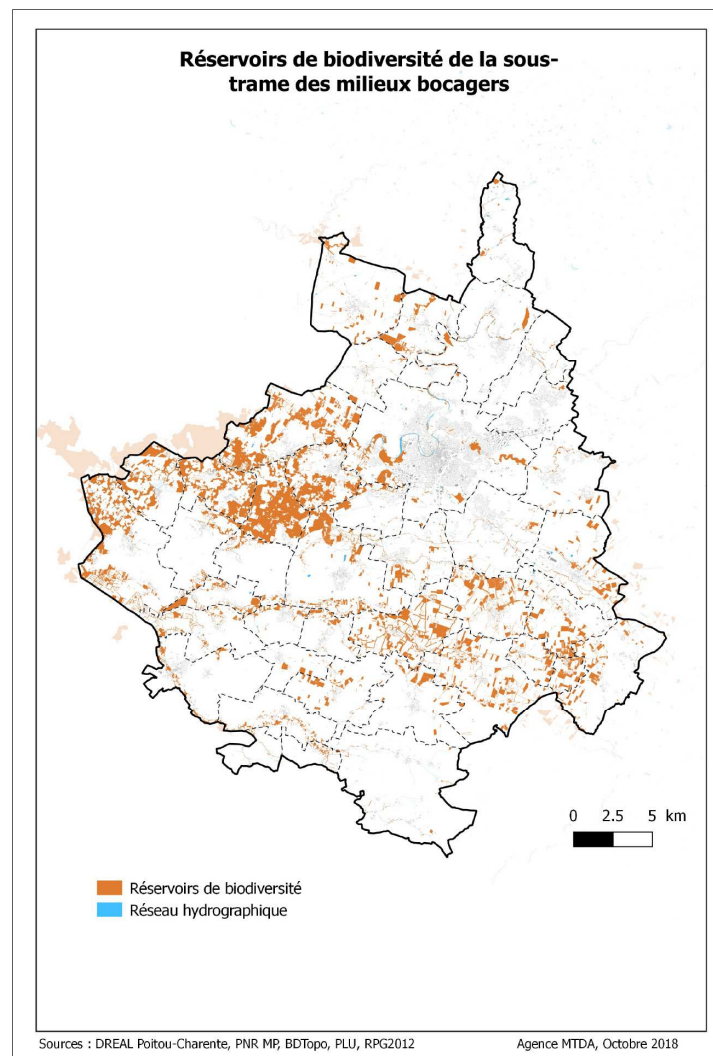 Réservoirs de biodiversité de la sous-
trame des milieux bocagers
0 2.5 5 km
Réservoirs de biodiversité
Réseau hydrographique
Sources : DREAL Poitou-Charente, PNR MP, BDTopo, PLU, RPG2012 Agence MTDA, Octobre 2018